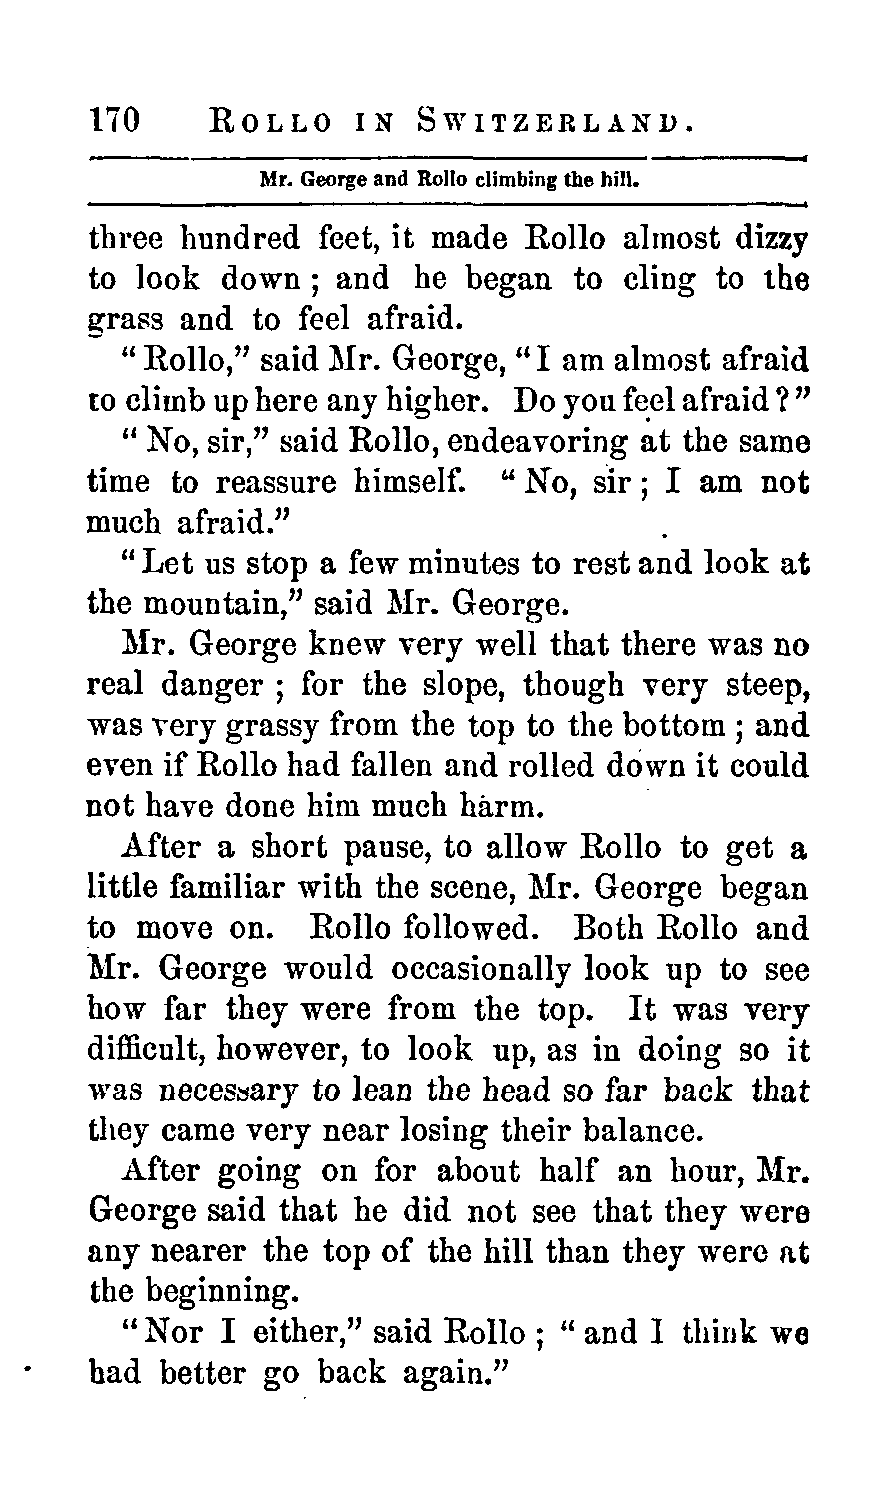 170 ROLLO IN SWITZERLAND.
Mr. George and Rollo climbing the hill.
three hundred feet, it made Rollo almost dizzy
to look down ; and he began to cling to the
grass and to feel afraid.
“ Rollo,” said Mr. George, “ I am almost afraid
to climb up here any higher. Do you feel afraid ? ”
“ No, sir,” said Rollo, endeavoring at the same
time to reassure himself. “ No, sir ; I am not
much afraid.”
“ Let us stop a few minutes to rest and look at
the mountain,” said Mr. George.
Mr. George knew very well that there was no
real danger ; for the slope, though very steep,
was very grassy from the top to the bottom ; and
even if Rollo had fallen and rolled down it could
not have done him much harm.
After a short pause, to allow Rollo to get a
little familiar with the scene, Mr. George began
to move on. Rollo followed. Both Rollo and
Mr. George would occasionally look up to see
how far they were from the top. It was very
difficult, however, to look up, as in doing so it
was necessary to lean the head so far back that
they came very near losing their balance.
After going on for about half an hour, Mr.
George said that he did not see that they were
any nearer the top of the hill than they were at
the beginning.
“ Nor I either,” said Rollo ; “ and I think we
had better go back again.”